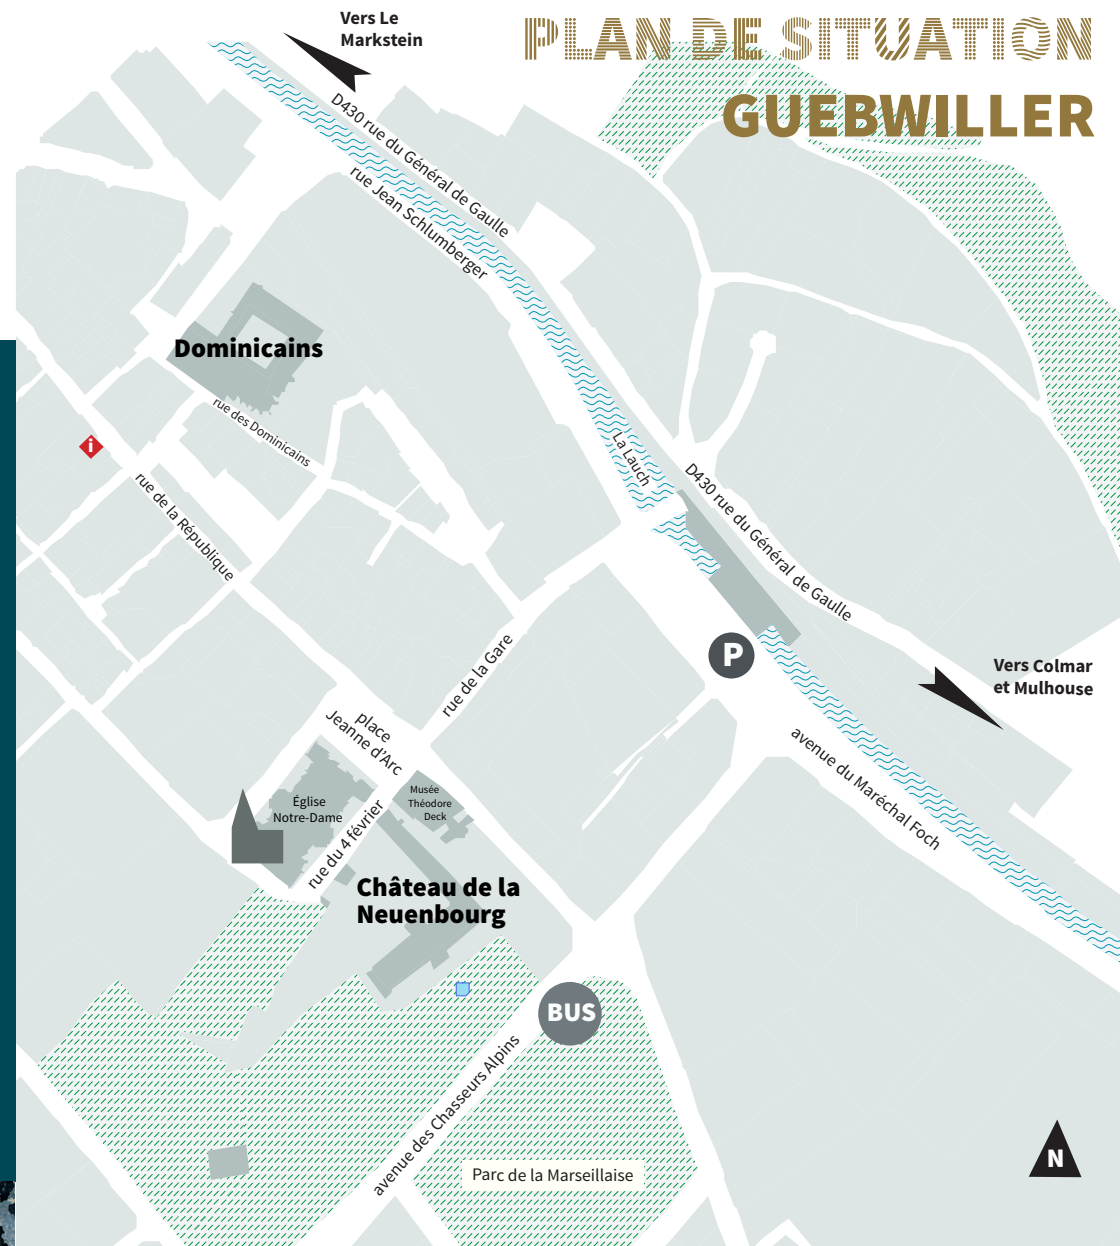 PLAN DE SITUATION
GUEBWILLER
Vers Le
Markstein
D430 rue du Général de Gaulle
rue Jean Schlumberger
Dominicains
rue des Dominicains
i
rue de la République
La Lauch
D430 rue du Général de Gaulle
P
Vers Colmar
et Mulhouse
rue de la Gare
place
Jeanne d'Arc
avenue du Maréchal Foch
Église
Notre-Dame
Musée
Théodore
Deck
rue du 4 février
Château de la
Neuenbourg
BUS
avenue des Chasseurs Alpins
Parc de la Marseillaise
N